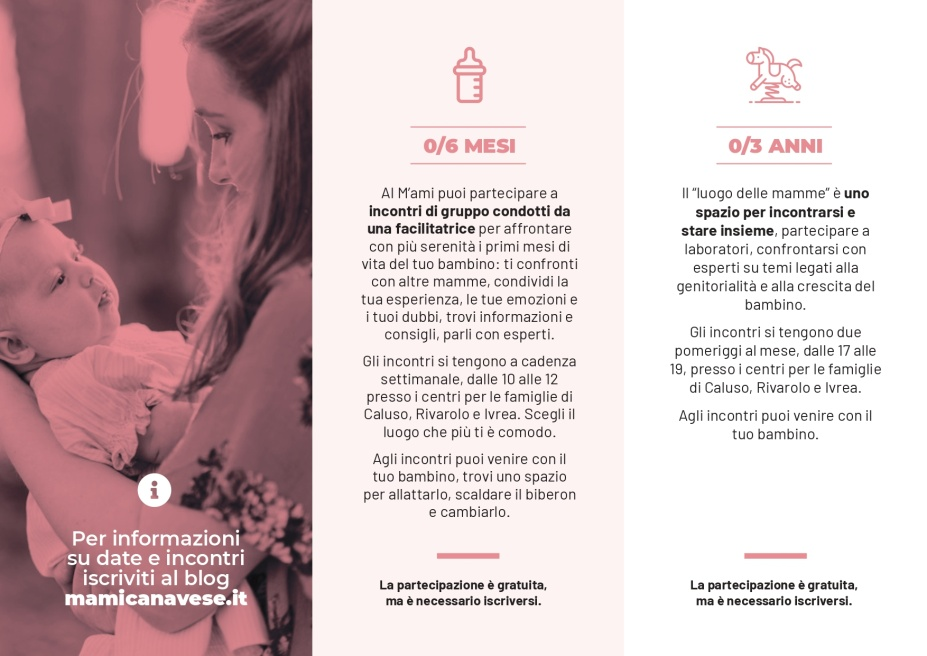 Per informazioni
su date e incontri
iscriviti al blog
mamicanavese.it
0/6 MESI
Al M'ami puoi partecipare a
incontri di gruppo condotti da
una facilitatrice per affrontare
con più serenità i primi mesi di
vita del tuo bambino: ti confronti
con altre mamme, condividi la
tua esperienza, le tue emozioni e
i tuoi dubbi, trovi informazioni e
consigli, parli con esperti.
Gli incontri si tengono a cadenza
settimanale, dalle 10 alle 12
presso i centri per le famiglie di
Caluso, Rivarolo e Ivrea. Scegli il
luogo che più ti è comodo.
Agli incontri puoi venire con il
tuo bambino, trovi uno spazio
per allattarlo, scaldare il biberon
e cambiarlo.
La partecipazione è gratuita,
ma è necessario iscriversi.
0/3 ANNI
Il "luogo delle mamme" è uno
spazio per incontrarsi e
stare insieme, partecipare a
laboratori, confrontarsi con
esperti su temi legati alla
genitorialità e alla crescita del
bambino.
Gli incontri si tengono due
pomeriggi al mese, dalle 17 alle
19, presso i centri per le famiglie
di Caluso, Rivarolo e Ivrea.
Agli incontri puoi venire con il
tuo bambino.
La partecipazione è gratuita,
ma è necessario iscriversi.